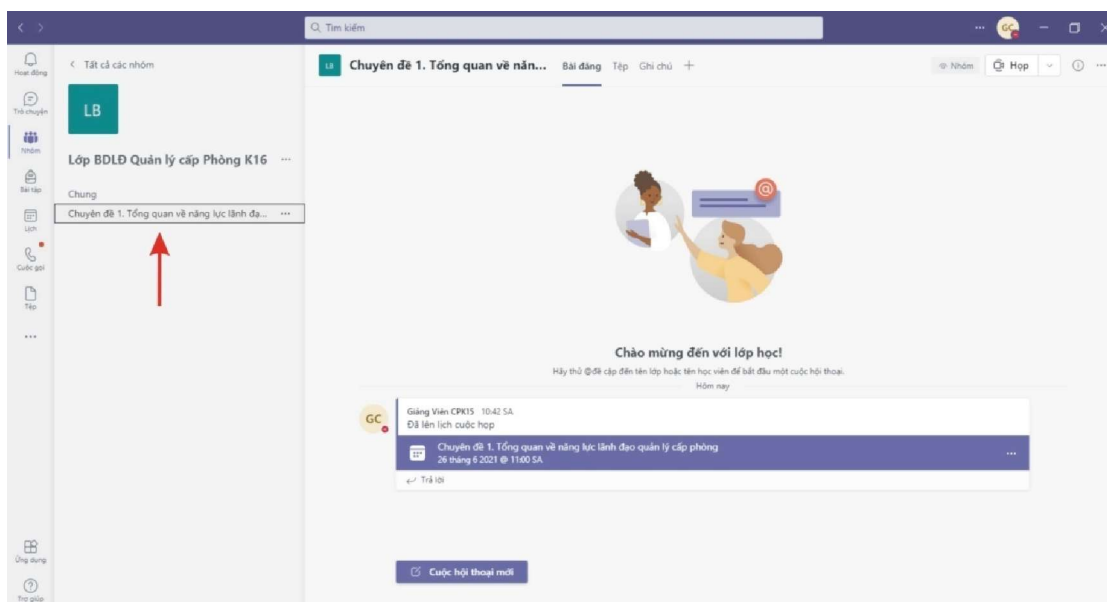 Tìm kiếm
GC
Hoạt động
Trò chuyện
Nhóm
Bài tập
Lịch
Cuộc gọi
Tệp
Ứng dụng
Trợ giúp
Tất cả các nhóm
LB
Lớp BDLĐ Quản lý cấp Phòng K16
Chung
Chuyên đề 1. Tổng quan về năng lực lãnh đạ...
LB Chuyên đề 1. Tổng quan về năn... Bài đăng Tệp Ghi chú
Nhóm Họp
Chào mừng đến với lớp học!
Hãy thử @đề cập đến tên lớp hoặc tên học viên để bắt đầu một cuộc hội thoại.
Hôm nay
GC
Giảng Viên CPK15 10:42 SA
Đã lên lịch cuộc họp
Chuyên đề 1. Tổng quan về năng lực lãnh đạo quản lý cấp phòng
26 tháng 6 2021 @ 11:00 SA
Trả lời
Cuộc hội thoại mới